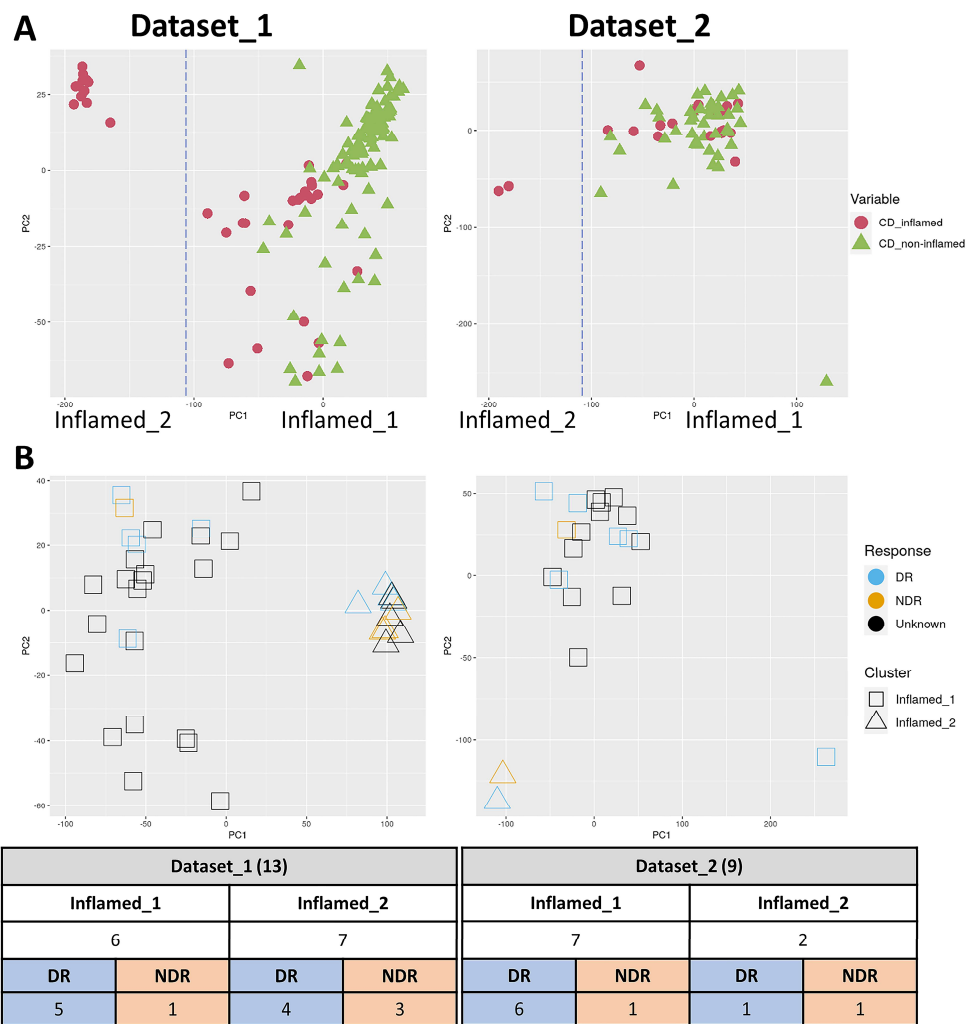 A
Dataset_1
Dataset_2
25
0
-25
-50
PC2
-200
-100
0
PC1
Inflamed_2
Inflamed_1
0
-100
-200
PC2
-200
-100
0
100
PC1
Inflamed_2
Inflamed_1
Variable
CD_inflamed
CD_non-inflamed
B
40
20
0
-20
-40
-60
PC2
-100
-50
0
50
100
PC1
50
0
-50
-100
PC2
-100
0
100
200
PC1
Response
DR
NDR
Unknown
Cluster
Inflamed_1
Inflamed_2
Dataset_1 (13)
Inflamed_1 Inflamed_2
6 7
DR NDR DR NDR
5 1 4 3
Dataset_2 (9)
Inflamed_1 Inflamed_2
7 2
DR NDR DR NDR
6 1 1 1